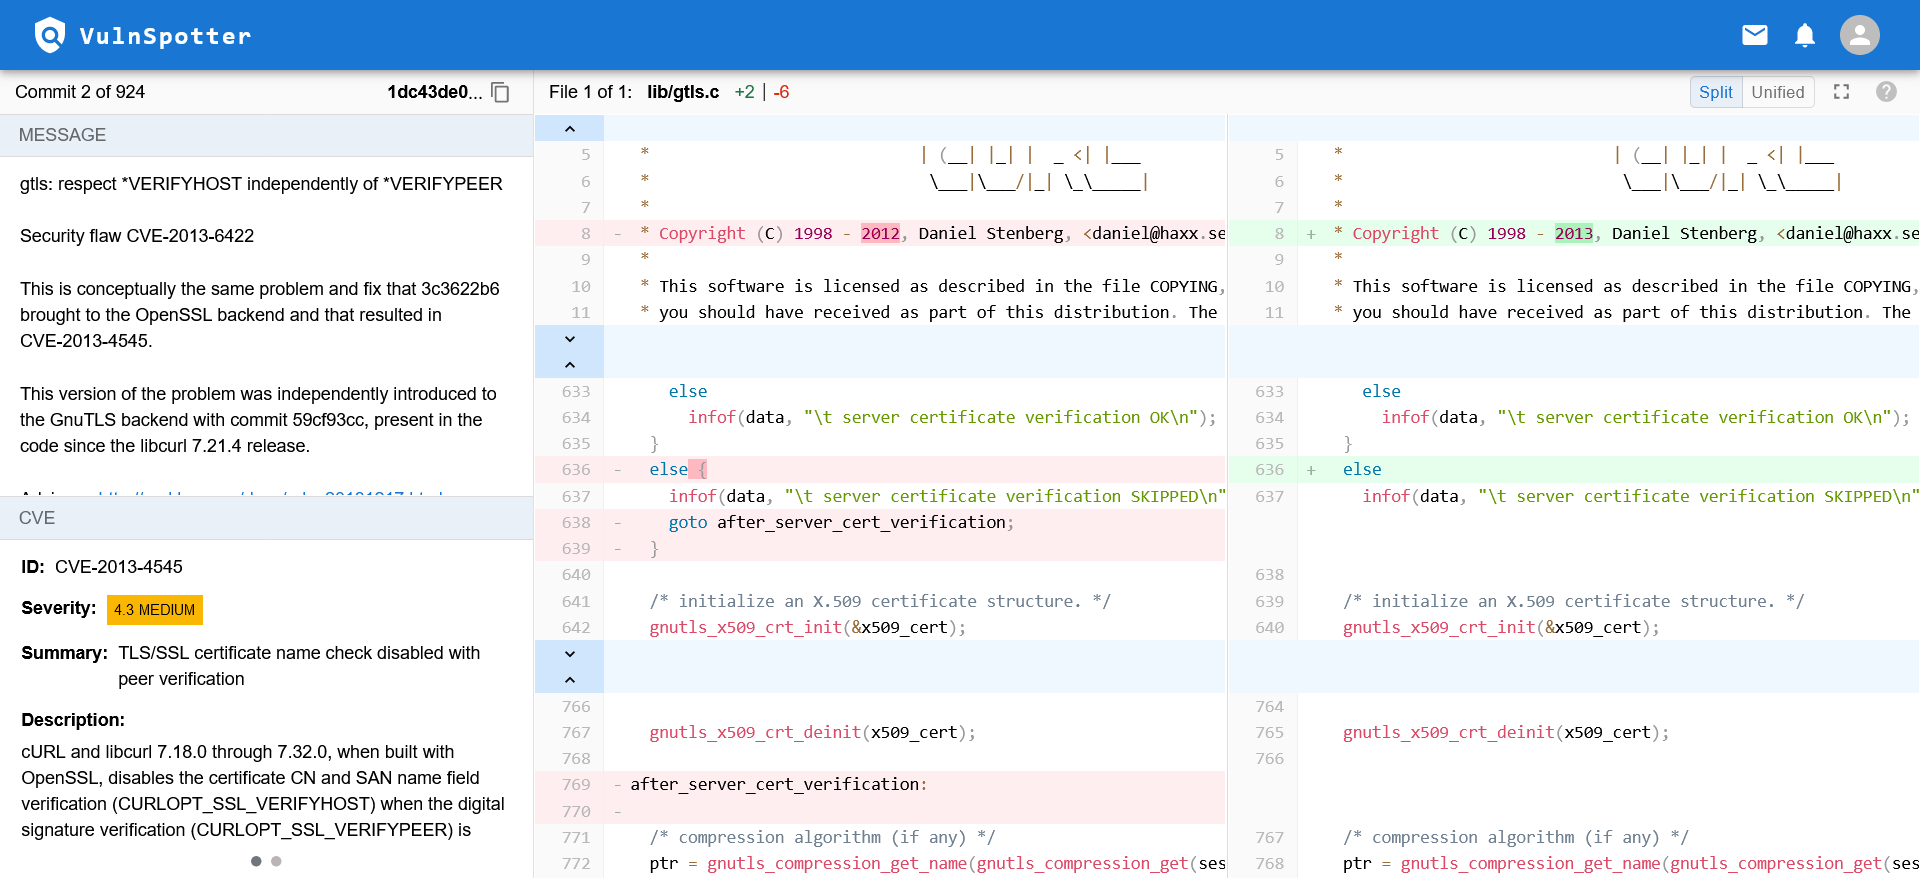 VulnSpotter
Commit 2 of 924
1dc43de0...
MESSAGE
gtls: respect *VERIFYHOST independently of *VERIFYPEER
Security flaw CVE-2013-6422
This is conceptually the same problem and fix that 3c3622b6
brought to the OpenSSL backend and that resulted in
CVE-2013-4545.
This version of the problem was independently introduced to
the GnuTLS backend with commit 59cf93cc, present in the
code since the libcurl 7.21.4 release.
CVE
ID: CVE-2013-4545
Severity: 4.3 MEDIUM
Summary: TLS/SSL certificate name check disabled with
peer verification
Description:
cURL and libcurl 7.18.0 through 7.32.0, when built with
OpenSSL, disables the certificate CN and SAN name field
verification (CURLOPT_SSL_VERIFYHOST) when the digital
signature verification (CURLOPT_SSL_VERIFYPEER) is
File 1 of 1: lib/gtls.c +2 | -6
Split Unified
5 * | (__| |_| | _ <| |___
6 * \___|\___/|_| \_\_____|
7 *
8 - * Copyright (C) 1998 - 2012, Daniel Stenberg, <daniel@haxx.se
9 *
10 * This software is licensed as described in the file COPYING,
11 * you should have received as part of this distribution. The
633 else
634 infof(data, "\t server certificate verification OK\n");
635 }
636 - else {
637 infof(data, "\t server certificate verification SKIPPED\n"
638 - goto after_server_cert_verification;
639 - }
640
641 /* initialize an X.509 certificate structure. */
642 gnutls_x509_crt_init(&x509_cert);
766
767 gnutls_x509_crt_deinit(x509_cert);
768
769 - after_server_cert_verification:
770 -
771 /* compression algorithm (if any) */
772 ptr = gnutls_compression_get_name(gnutls_compression_get(ses
5 * | (__| |_| | _ <| |___
6 * \___|\___/|_| \_\_____|
7 *
8 + * Copyright (C) 1998 - 2013, Daniel Stenberg, <daniel@haxx.se
9 *
10 * This software is licensed as described in the file COPYING,
11 * you should have received as part of this distribution. The
633 else
634 infof(data, "\t server certificate verification OK\n");
635 }
636 + else
637 infof(data, "\t server certificate verification SKIPPED\n"
638
639 /* initialize an X.509 certificate structure. */
640 gnutls_x509_crt_init(&x509_cert);
764
765 gnutls_x509_crt_deinit(x509_cert);
766
767 /* compression algorithm (if any) */
768 ptr = gnutls_compression_get_name(gnutls_compression_get(ses